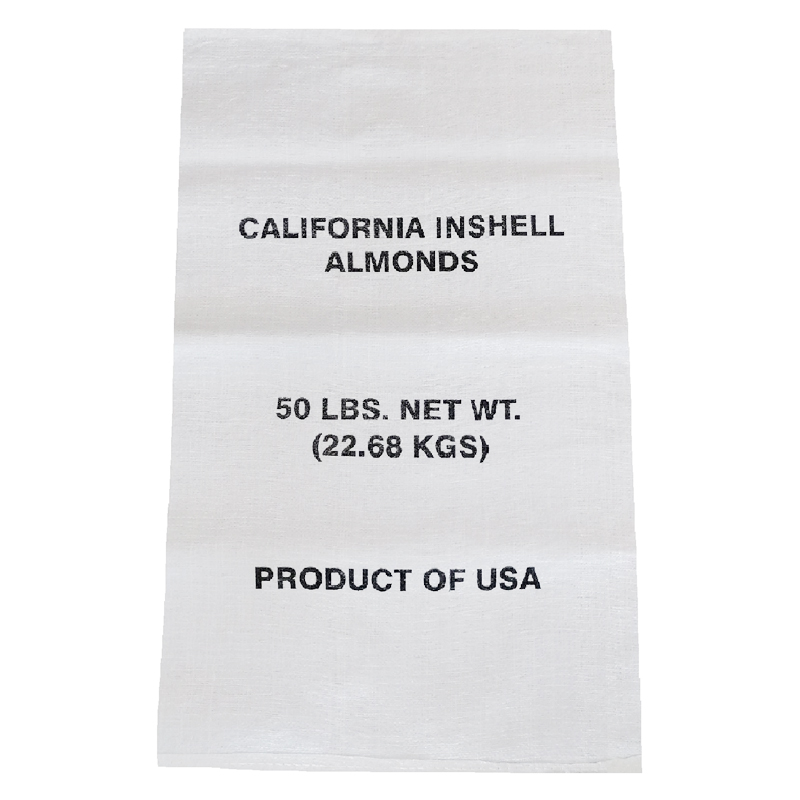 CALIFORNIA INSHELL
ALMONDS
50 LBS. NET WT.
(22.68 KGS)
PRODUCT OF USA